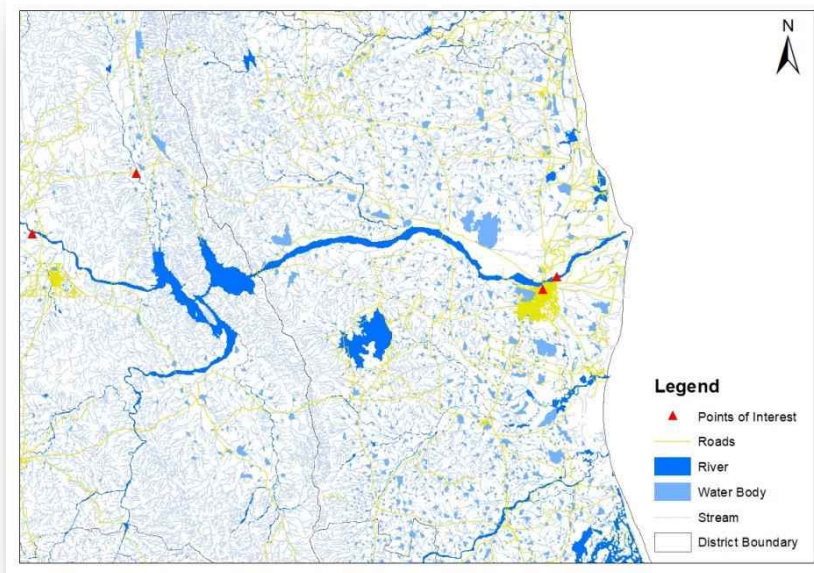 N
Legend
Points of Interest
Roads
River
Water Body
Stream
District Boundary